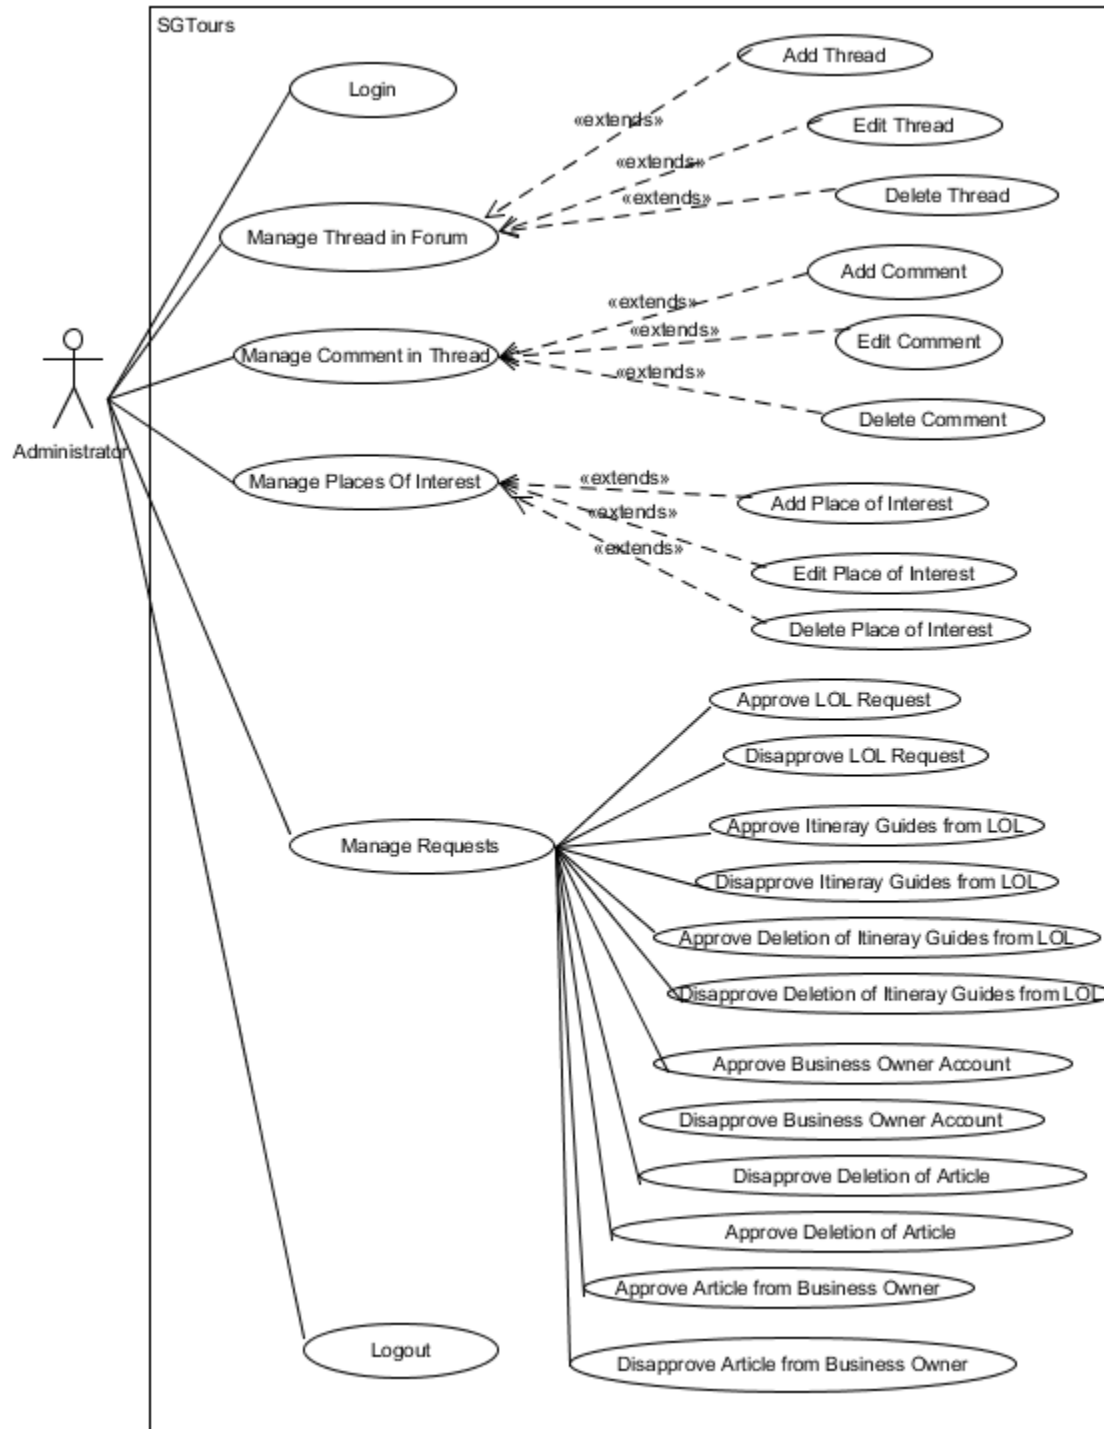 SGTours
Login
Add Thread
«extends»
Edit Thread
«extends»
Delete Thread
«extends»
Manage Thread in Forum
Add Comment
«extends»
Edit Comment
«extends»
Manage Comment in Thread
«extends»
Delete Comment
Administrator
Manage Places Of Interest
«extends»
Add Place of Interest
«extends»
Edit Place of Interest
«extends»
Delete Place of Interest
Approve LOL Request
Disapprove LOL Request
Approve Itineray Guides from LOL
Manage Requests
Disapprove Itineray Guides from LOL
Approve Deletion of Itineray Guides from LOL
Disapprove Deletion of Itineray Guides from LOL
Approve Business Owner Account
Disapprove Business Owner Account
Disapprove Deletion of Article
Approve Deletion of Article
Approve Article from Business Owner
Logout
Disapprove Article from Business Owner